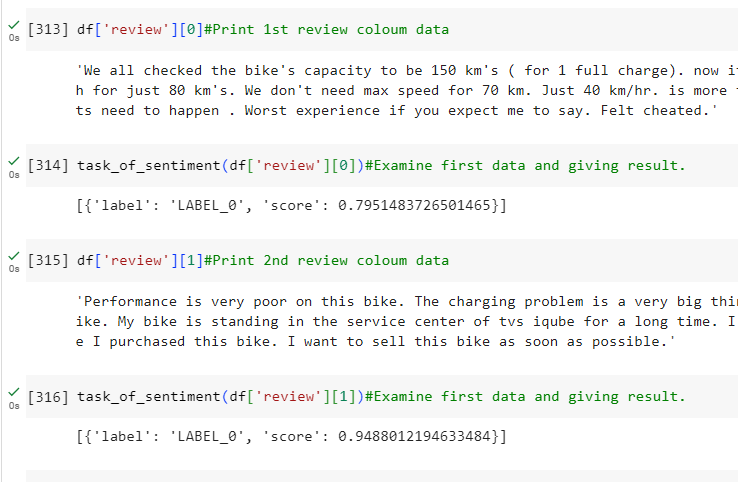 [313] df['review'][0]#Print 1st review coloum data
0s
'We all checked the bike's capacity to be 150 km's ( for 1 full charge). now
h for just 80 km's. We don't need max speed for 70 km. Just 40 km/hr. is more
ts need to happen . Worst experience if you expect me to say. Felt cheated.'
[314] task_of_sentiment(df['review'][0])#Examine first data and giving result.
0s
[{'label': 'LABEL_0', 'score': 0.7951483726501465}]
[315] df['review'][1]#Print 2nd review coloum data
0s
'Performance is very poor on this bike. The charging problem is a very big
ike. My bike is standing in the service center of tvs iqube for a long time. I
e I purchased this bike. I want to sell this bike as soon as possible.'
[316] task_of_sentiment(df['review'][1])#Examine first data and giving result.
0s
[{'label': 'LABEL_0', 'score': 0.9488012194633484}]